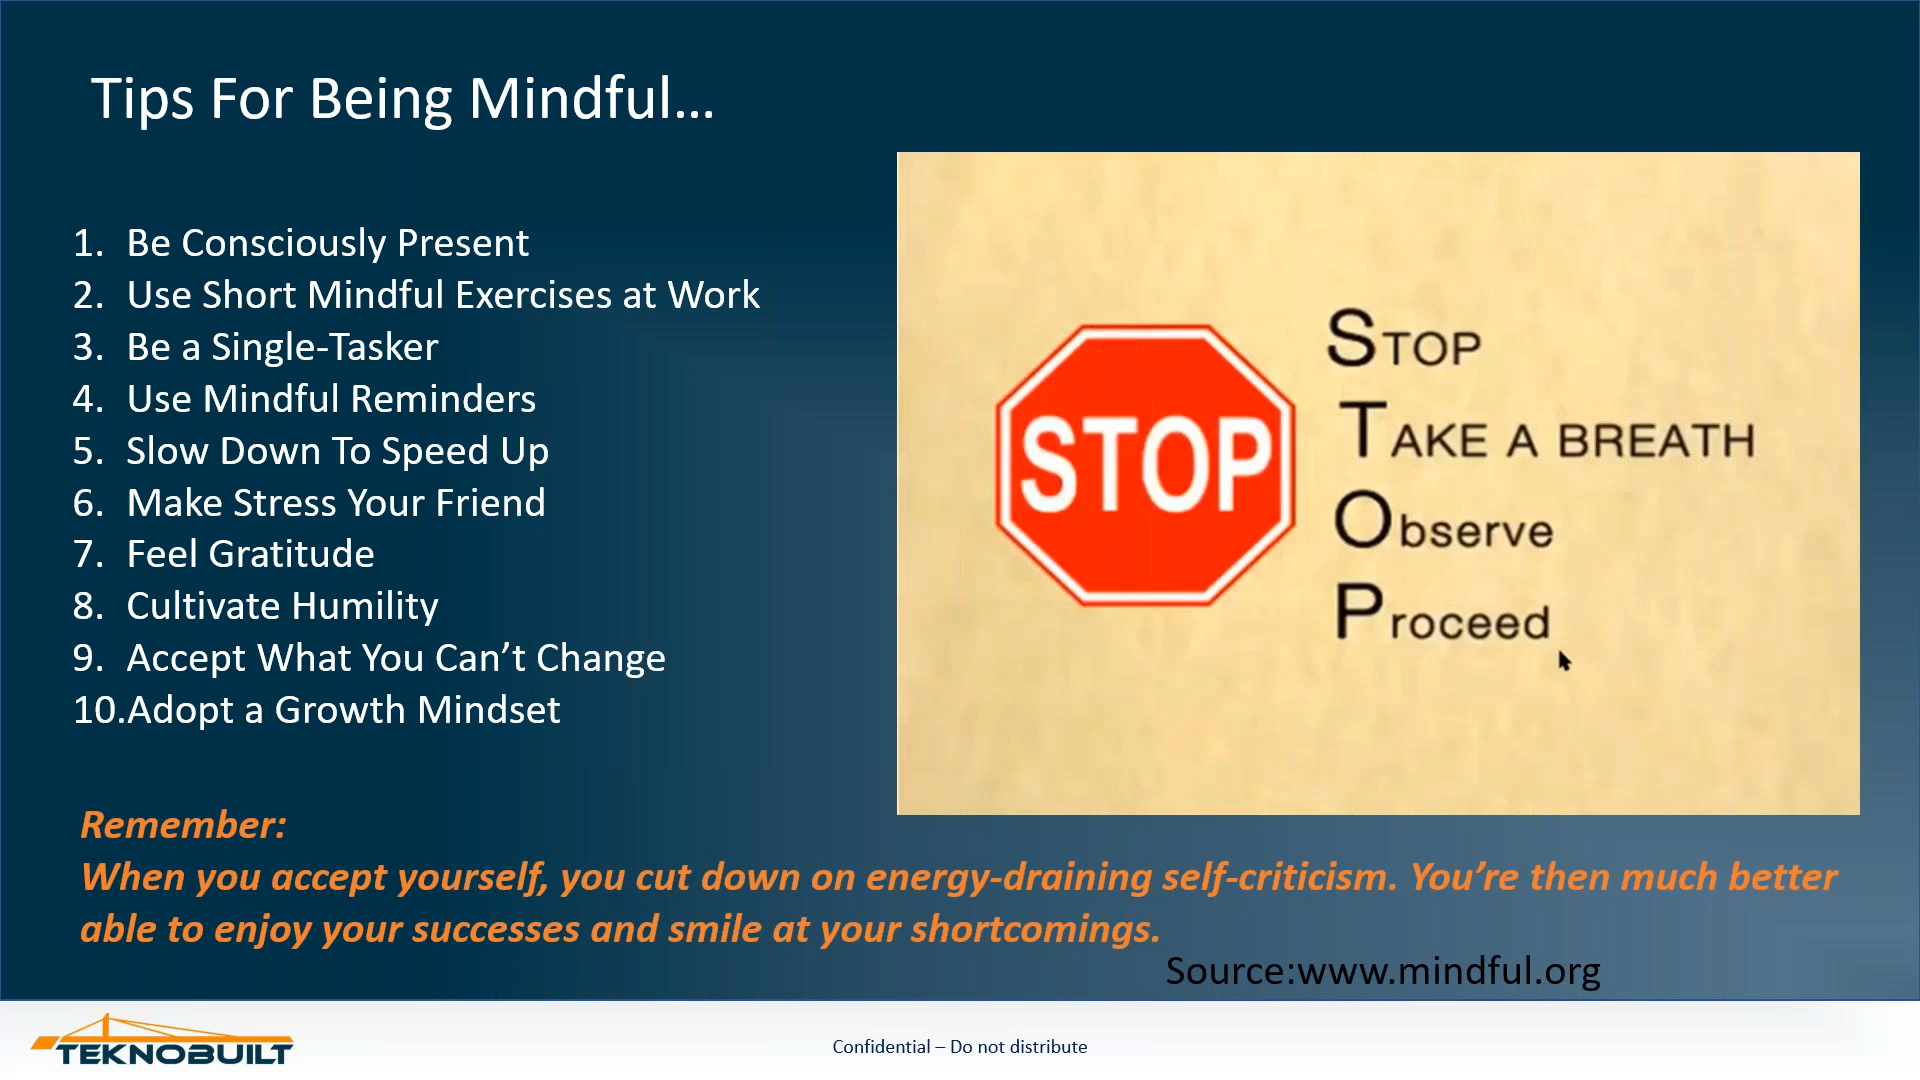 Tips For Being Mindful…
1. Be Consciously Present
2. Use Short Mindful Exercises at Work
3. Be a Single-Tasker
4. Use Mindful Reminders
5. Slow Down To Speed Up
6. Make Stress Your Friend
7. Feel Gratitude
8. Cultivate Humility
9. Accept What You Can’t Change
10.Adopt a Growth Mindset
STOP
STOP
TAKE A BREATH
Observe
Proceed
Remember:
When you accept yourself, you cut down on energy-draining self-criticism. You’re then much better
able to enjoy your successes and smile at your shortcomings.
Source:www.mindful.org
TEKNOBUILT
Confidential – Do not distribute